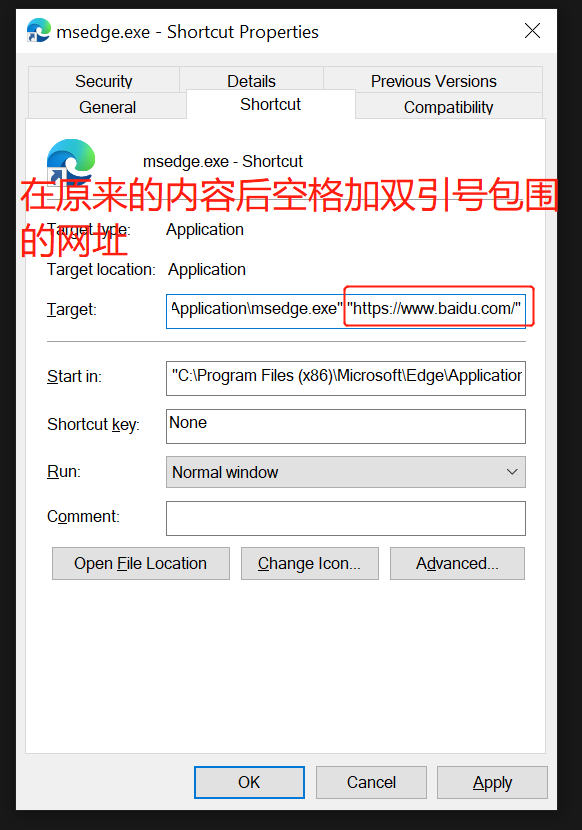 msedge.exe - Shortcut Properties
Security Details Previous Versions
General Shortcut Compatibility
msedge.exe - Shortcut
在原来的内容后空格加双引号包围
的网址
Target type: Application
Target location: Application
Target: Application\msedge.exe" "https://www.baidu.com/"
Start in: "C:\Program Files (x86)\Microsoft\Edge\Application
Shortcut key: None
Run: Normal window
Comment:
Open File Location Change Icon... Advanced...
OK Cancel Apply